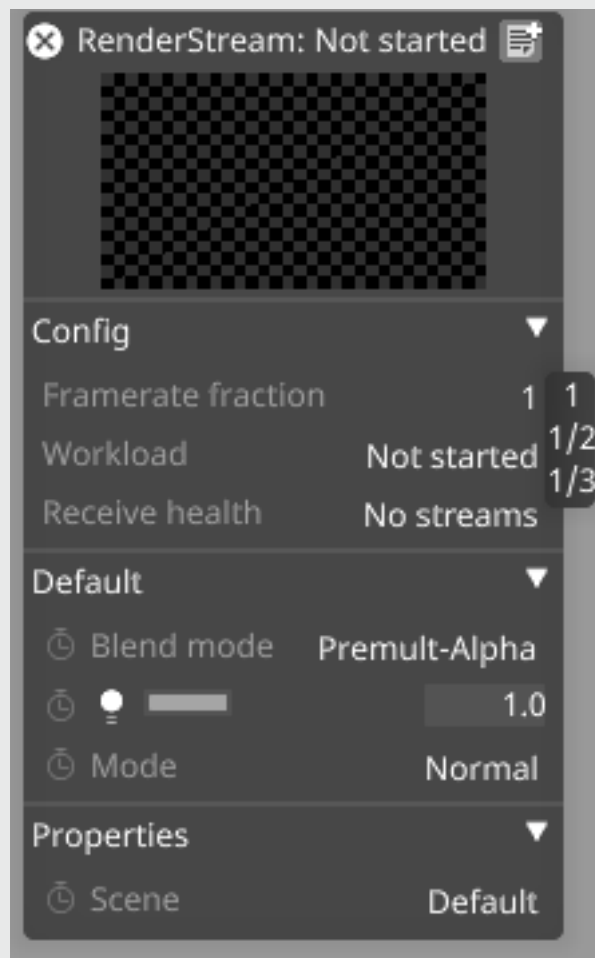 RenderStream: Not started
Config
Framerate fraction 1
1
1/2
1/3
Workload Not started
Receive health No streams
Default
Blend mode Premult-Alpha
1.0
Mode Normal
Properties
Scene Default